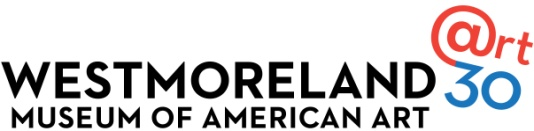 @rt
WESTMORELAND 30
MUSEUM OF AMERICAN ART